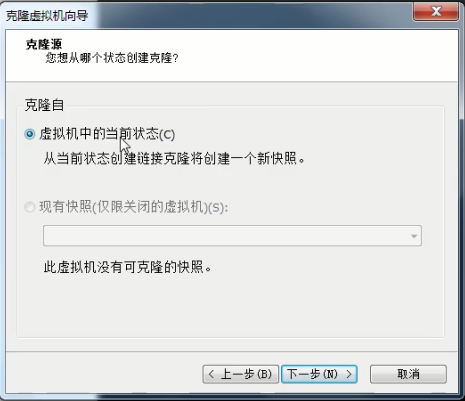 克隆虚拟机向导
克隆源
您想从哪个状态创建克隆?
克隆自
虚拟机中的当前状态(C)
从当前状态创建链接克隆将创建一个新快照。
现有快照(仅限关闭的虚拟机)(S):
此虚拟机没有可克隆的快照。
< 上一步(B) 下一步(N) > 取消